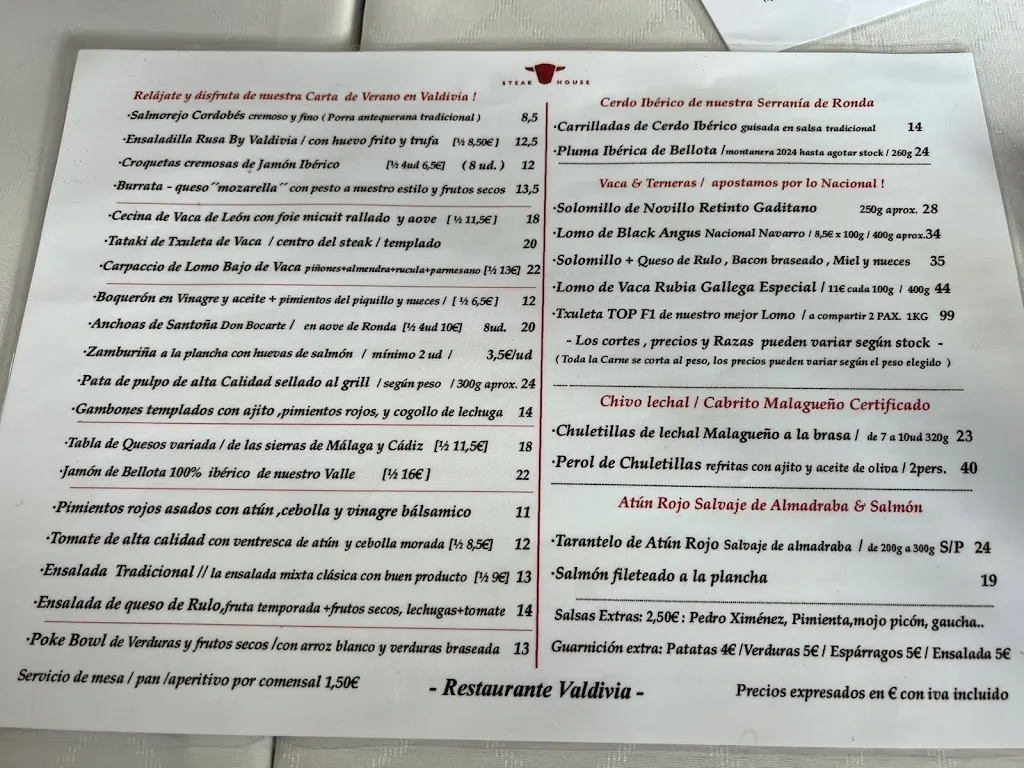 STEAK HOUSE
Relájate y disfruta de nuestra Carta de Verano en Valdivia !
·Salmorejo Cordobés cremoso y fino ( Porra antequerana tradicional ) 8,5
·Ensaladilla Rusa By Valdivia / con huevo frito y trufa [½ 8,50€ ] 12,5
·Croquetas cremosas de Jamón Ibérico [½ 4ud 6,5€] ( 8 ud. ) 12
·Burrata - queso ´´mozarella´´ con pesto a nuestro estilo y frutos secos 13,5
·Cecina de Vaca de León con foie micuit rallado y aove [ ½ 11,5€ ] 18
·Tataki de Txuleta de Vaca / centro del steak / templado 20
·Carpaccio de Lomo Bajo de Vaca piñones+almendra+rucula+parmesano [½ 13€] 22
·Boquerón en Vinagre y aceite + pimientos del piquillo y nueces / [ ½ 6,5€ ] 12
·Anchoas de Santoña Don Bocarte / en aove de Ronda [½ 4ud 10€] 8ud. 20
·Zamburiña a la plancha con huevas de salmón / mínimo 2 ud / 3,5€/ud
·Pata de pulpo de alta Calidad sellado al grill / según peso / 300g aprox. 24
·Gambones templados con ajito ,pimientos rojos, y cogollo de lechuga 14
·Tabla de Quesos variada / de las sierras de Málaga y Cádiz [½ 11,5€] 18
·Jamón de Bellota 100% ibérico de nuestro Valle [½ 16€ ] 22
·Pimientos rojos asados con atún ,cebolla y vinagre bálsamico 11
·Tomate de alta calidad con ventresca de atún y cebolla morada [½ 8,5€] 12
·Ensalada Tradicional // la ensalada mixta clásica con buen producto [½ 9€] 13
·Ensalada de queso de Rulo,fruta temporada +frutos secos, lechugas+tomate 14
·Poke Bowl de Verduras y frutos secos /con arroz blanco y verduras braseada 13
Servicio de mesa / pan /aperitivo por comensal 1,50€
Cerdo Ibérico de nuestra Serranía de Ronda
·Carrilladas de Cerdo Ibérico guisada en salsa tradicional 14
·Pluma Ibérica de Bellota /montanera 2024 hasta agotar stock / 260g 24
Vaca & Terneras / apostamos por lo Nacional !
·Solomillo de Novillo Retinto Gaditano 250g aprox. 28
·Lomo de Black Angus Nacional Navarro / 8,5€ x 100g / 400g aprox.34
·Solomillo + Queso de Rulo , Bacon braseado , Miel y nueces 35
·Lomo de Vaca Rubia Gallega Especial / 11€ cada 100g / 400g 44
·Txuleta TOP F1 de nuestro mejor Lomo / a compartir 2 PAX. 1KG 99
- Los cortes , precios y Razas pueden variar según stock -
( Toda la Carne se corta al peso, los precios pueden variar según el peso elegido )
Chivo lechal / Cabrito Malagueño Certificado
·Chuletillas de lechal Malagueño a la brasa / de 7 a 10ud 320g 23
·Perol de Chuletillas refritas con ajito y aceite de oliva / 2pers. 40
Atún Rojo Salvaje de Almadraba & Salmón
·Tarantelo de Atún Rojo Salvaje de almadraba / de 200g a 300g S/P 24
·Salmón fileteado a la plancha 19
Salsas Extras: 2,50€ : Pedro Ximénez, Pimienta,mojo picón, gaucha..
Guarnición extra: Patatas 4€ /Verduras 5€ / Espárragos 5€ / Ensalada 5€
- Restaurante Valdivia -
Precios expresados en € con iva incluido